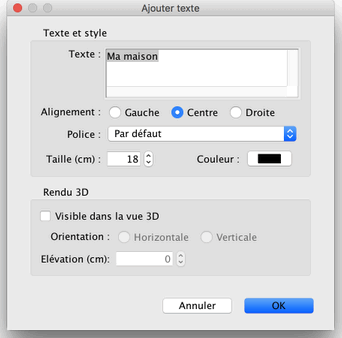 Ajouter texte
Texte et style
Texte :
Ma maison
Alignement : Gauche Centre Droite
Police : Par défaut
Taille (cm) : 18 Couleur :
Rendu 3D
Visible dans la vue 3D
Orientation : Horizontale Verticale
Elévation (cm): 0
Annuler OK